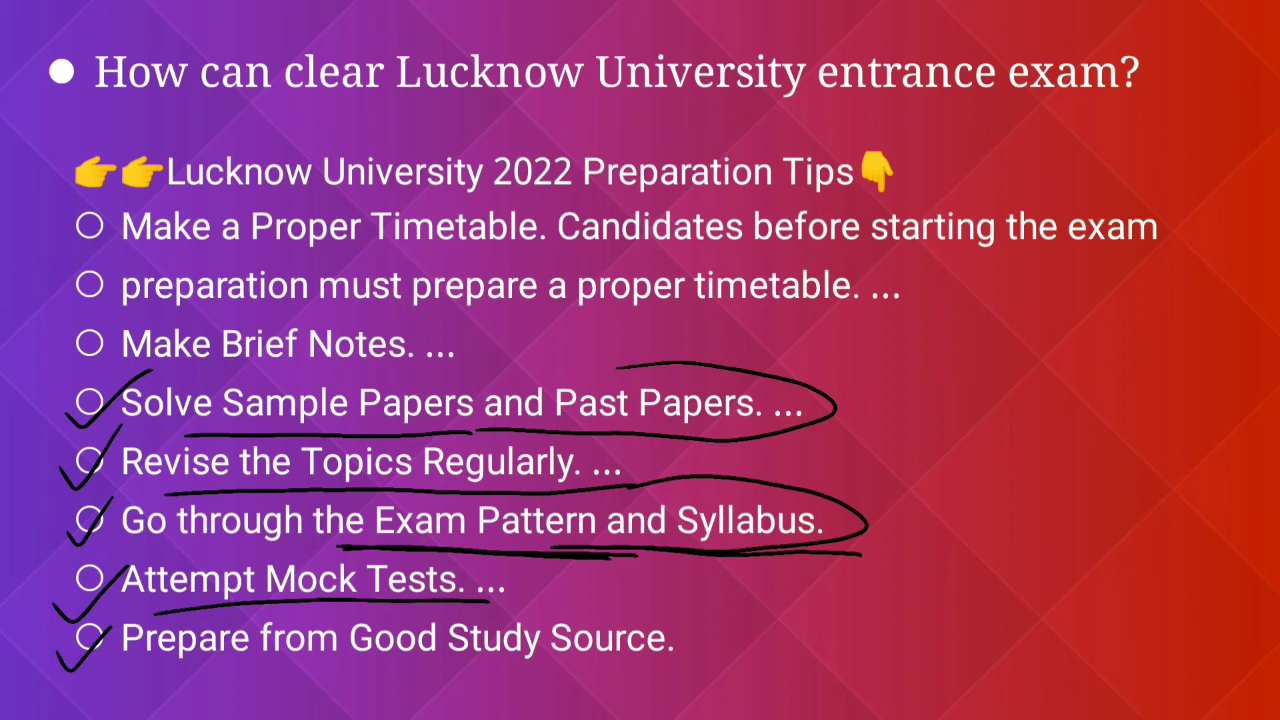 ● How can clear Lucknow University entrance exam?
👉👉Lucknow University 2022 Preparation Tips👇
○ Make a Proper Timetable. Candidates before starting the exam
○ preparation must prepare a proper timetable. ...
○ Make Brief Notes. ...
○ Solve Sample Papers and Past Papers. ...
○ Revise the Topics Regularly. ...
○ Go through the Exam Pattern and Syllabus.
○ Attempt Mock Tests. ...
○ Prepare from Good Study Source.